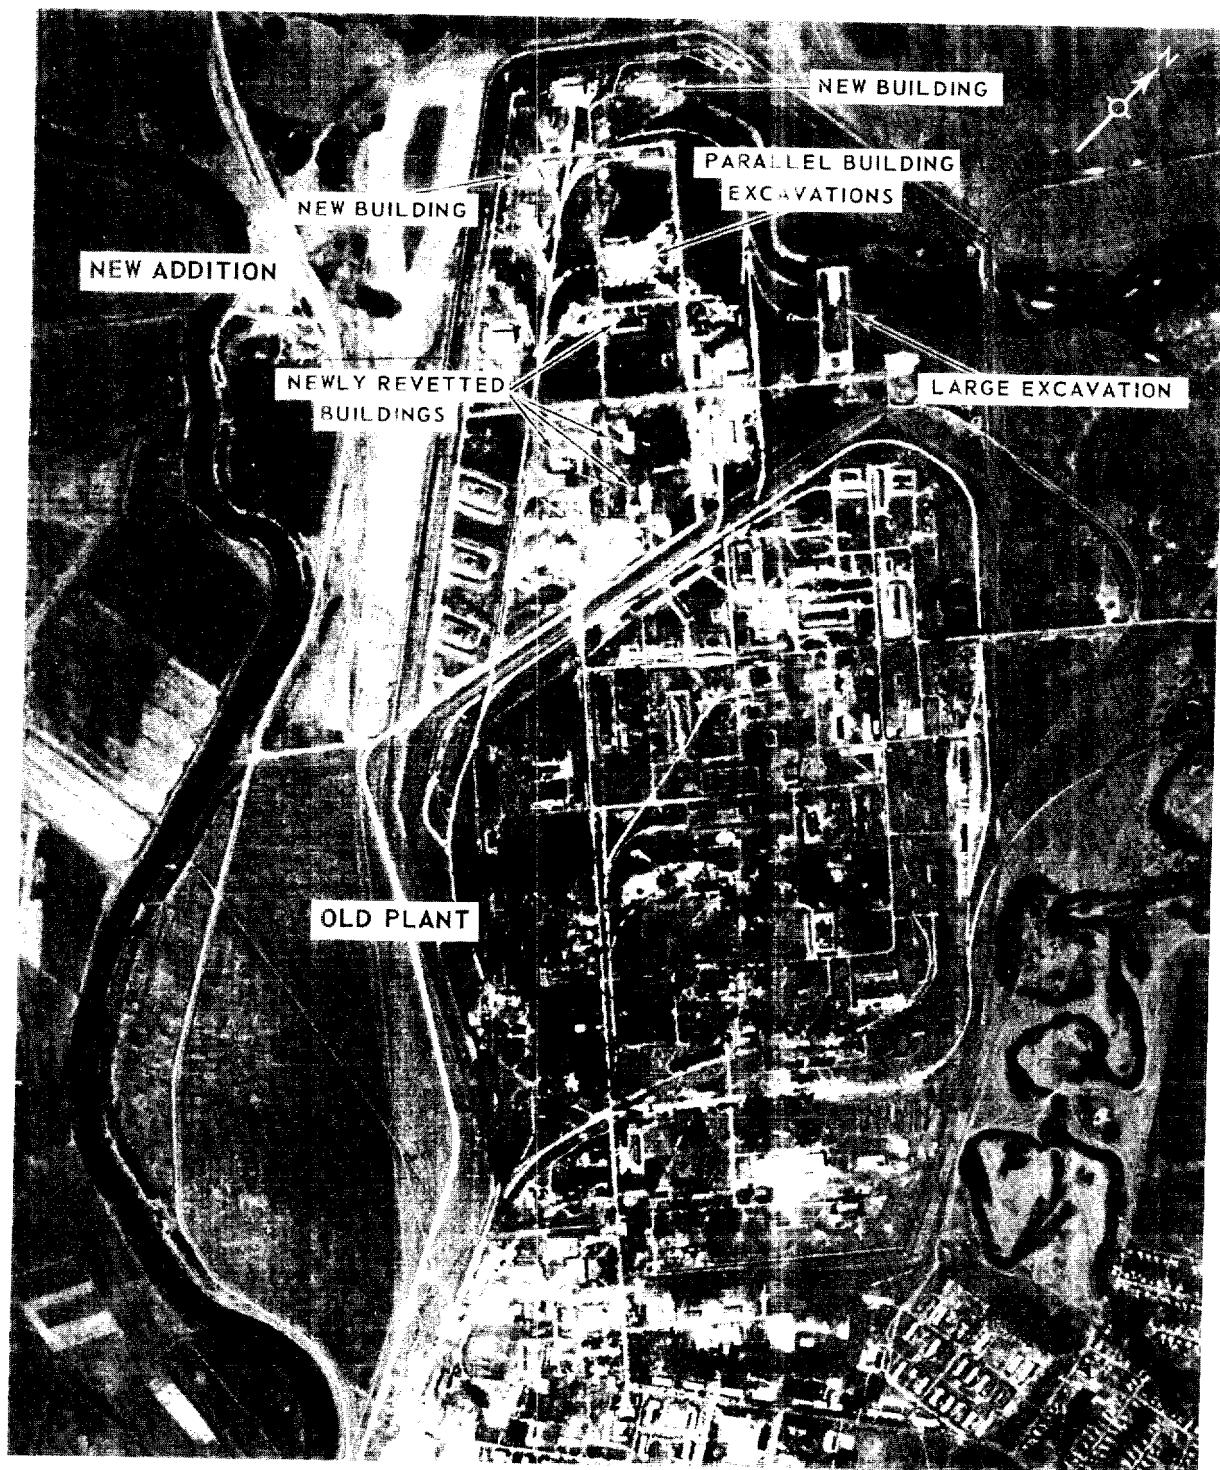 N
NEW BUILDING
PARALLEL BUILDING
EXCAVATIONS
NEW BUILDING
NEW ADDITION
NEWLY REVETTED
BUILDINGS
LARGE EXCAVATION
OLD PLANT